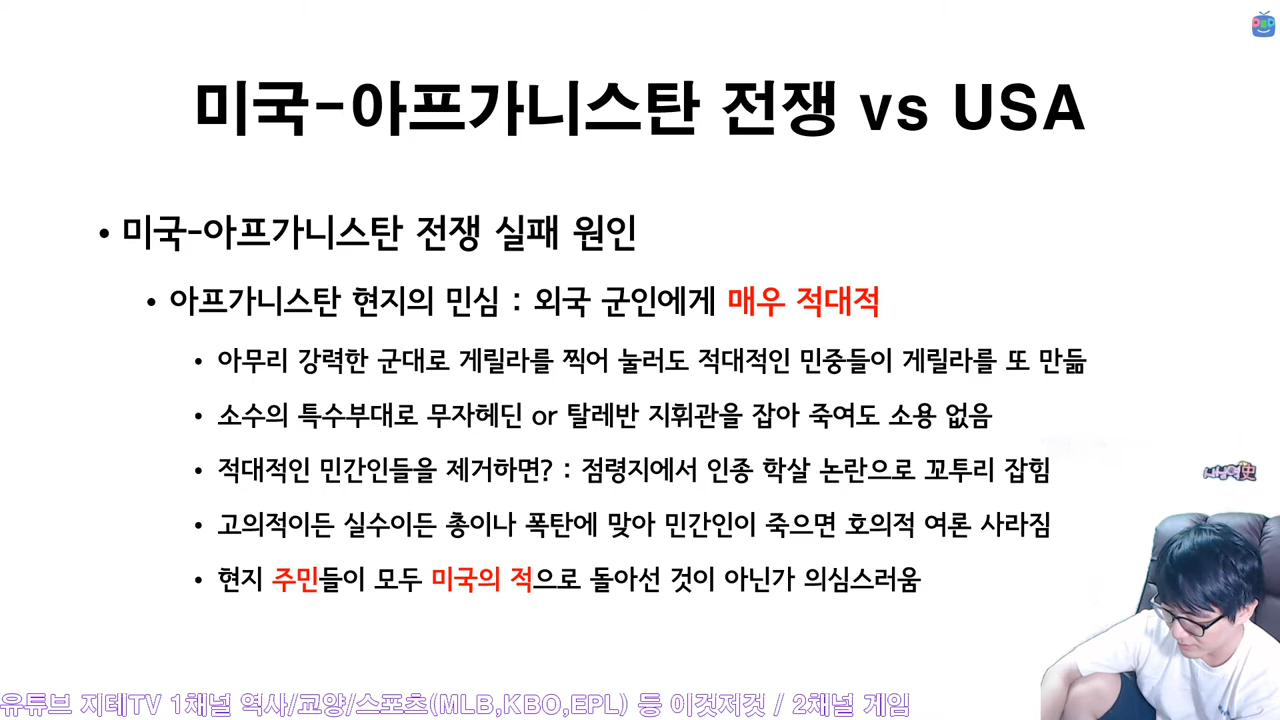 미국-아프가니스탄 전쟁 vs USA
• 미국-아프가니스탄 전쟁 실패 원인
• 아프가니스탄 현지의 민심 : 외국 군인에게 매우 적대적
• 아무리 강력한 군대로 게릴라를 찍어 눌러도 적대적인 민중들이 게릴라를 또 만듦
• 소수의 특수부대로 무자헤딘 or 탈레반 지휘관을 잡아 죽여도 소용 없음
• 적대적인 민간인들을 제거하면? : 점령지에서 인종 학살 논란으로 꼬투리 잡힘
• 고의적이든 실수이든 총이나 폭탄에 맞아 민간인이 죽으면 호의적 여론 사라짐
• 현지 주민들이 모두 미국의 적으로 돌아선 것이 아닌가 의심스러움
유튜브 지테TV 1채널 역사/교양/스포츠(MLB,KBO,EPL) 등 이것저것 / 2채널 게임